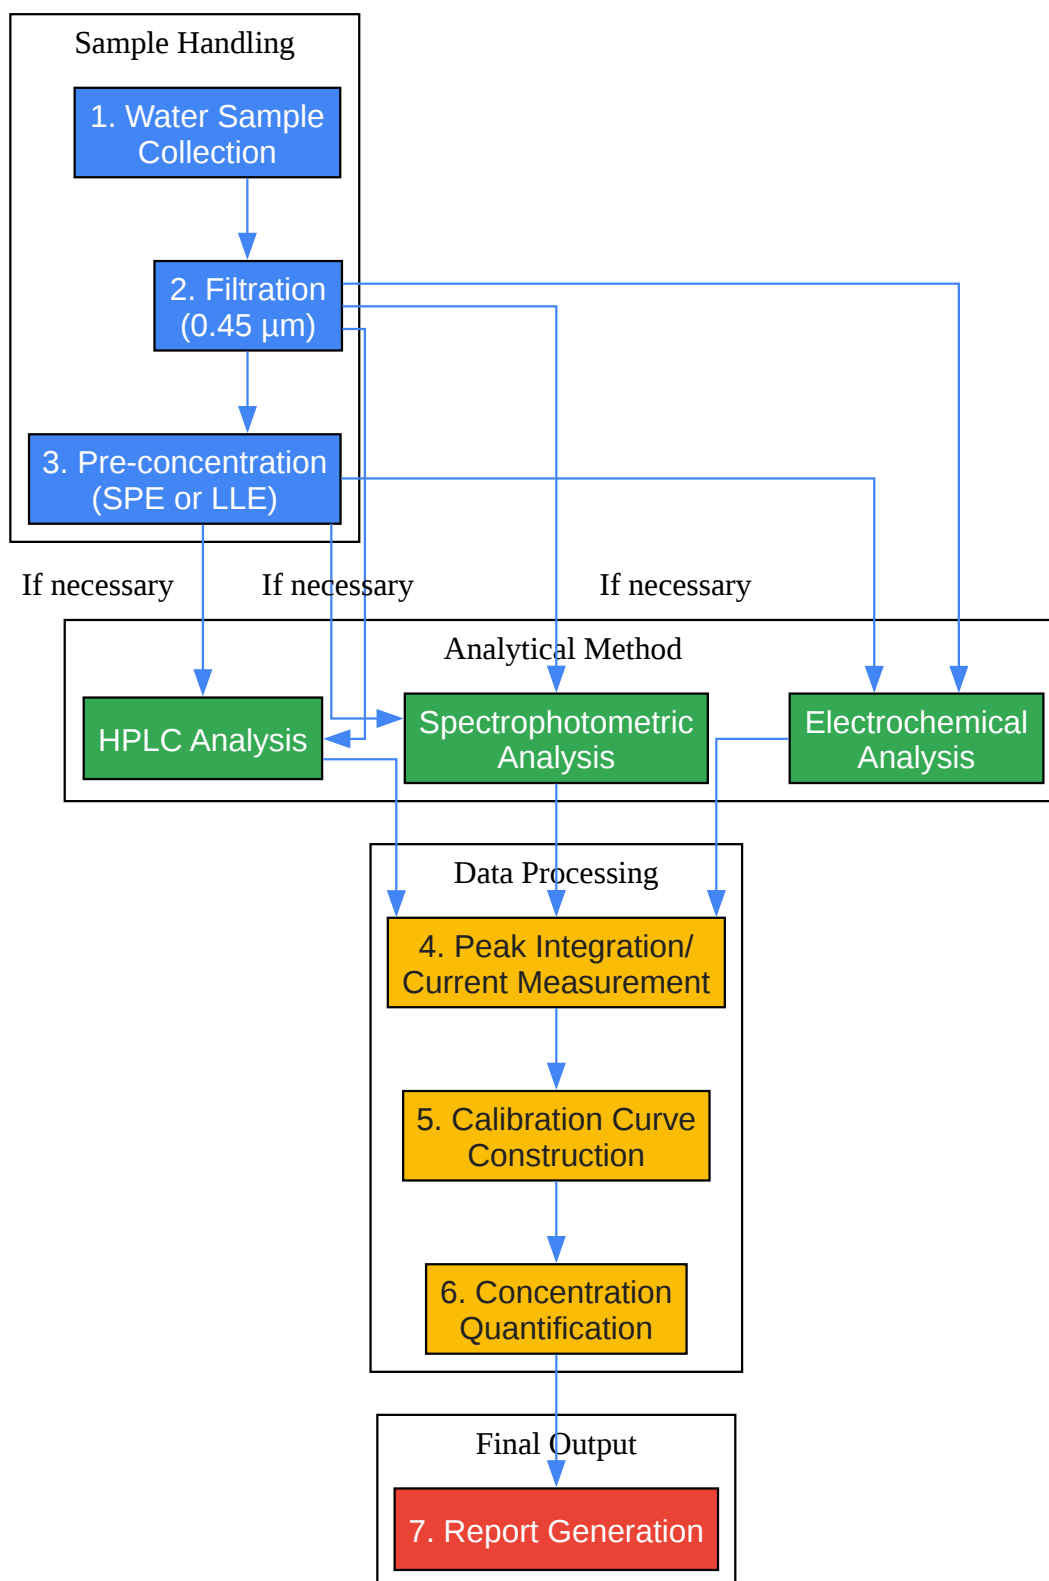 Sample Handling
1. Water Sample
Collection
2. Filtration
(0.45 µm)
3. Pre-concentration
(SPE or LLE)
If necessary
If necessary
If necessary
Analytical Method
HPLC Analysis
Spectrophotometric
Analysis
Electrochemical
Analysis
Data Processing
4. Peak Integration/
Current Measurement
5. Calibration Curve
Construction
6. Concentration
Quantification
Final Output
7. Report Generation